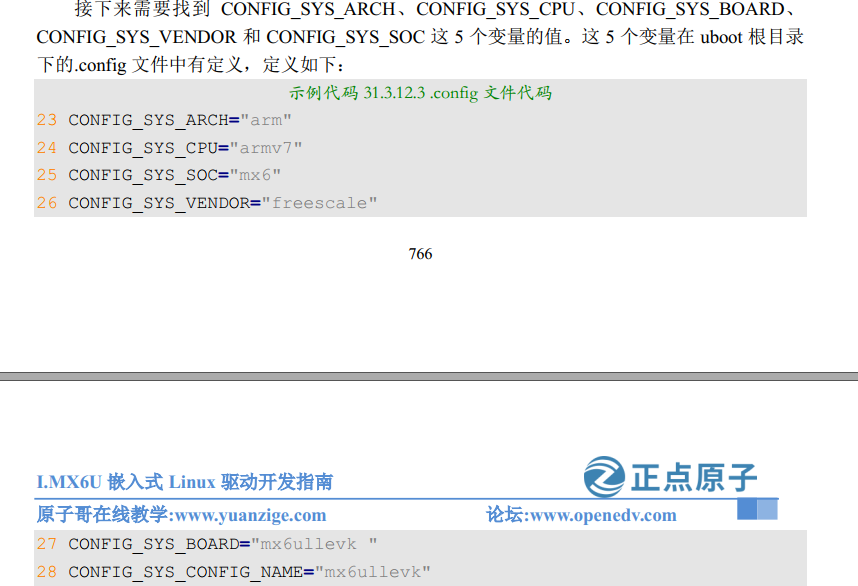 接下来需要找到 CONFIG_SYS_ARCH、CONFIG_SYS_CPU、CONFIG_SYS_BOARD、
CONFIG_SYS_VENDOR 和 CONFIG_SYS_SOC 这 5 个变量的值。这 5 个变量在 uboot 根目录
下的.config 文件中有定义，定义如下：
示例代码 31.3.12.3 .config 文件代码
23 CONFIG_SYS_ARCH="arm"
24 CONFIG_SYS_CPU="armv7"
25 CONFIG_SYS_SOC="mx6"
26 CONFIG_SYS_VENDOR="freescale"
766
正点原子
I.MX6U 嵌入式 Linux 驱动开发指南
原子哥在线教学:www.yuanzige.com 论坛:www.openedv.com
27 CONFIG_SYS_BOARD="mx6ullevk "
28 CONFIG_SYS_CONFIG_NAME="mx6ullevk"